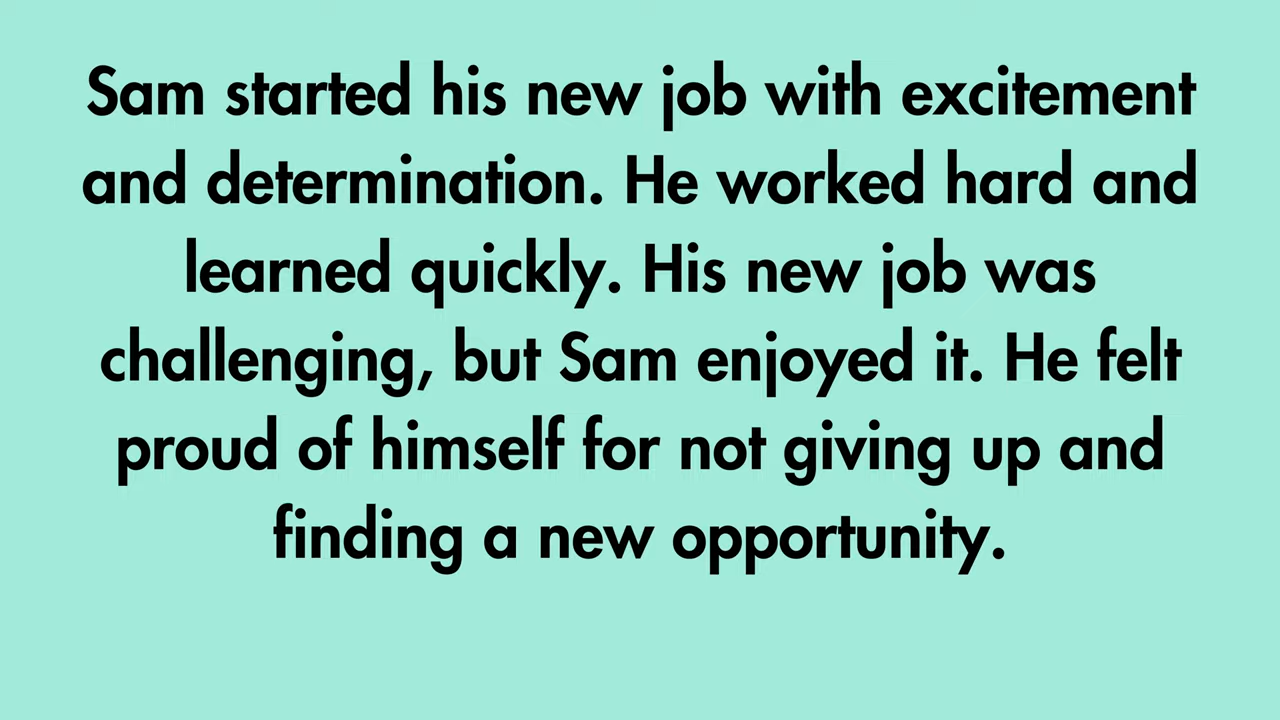 Sam started his new job with excitement
and determination. He worked hard and
learned quickly. His new job was
challenging, but Sam enjoyed it. He felt
proud of himself for not giving up and
finding a new opportunity.